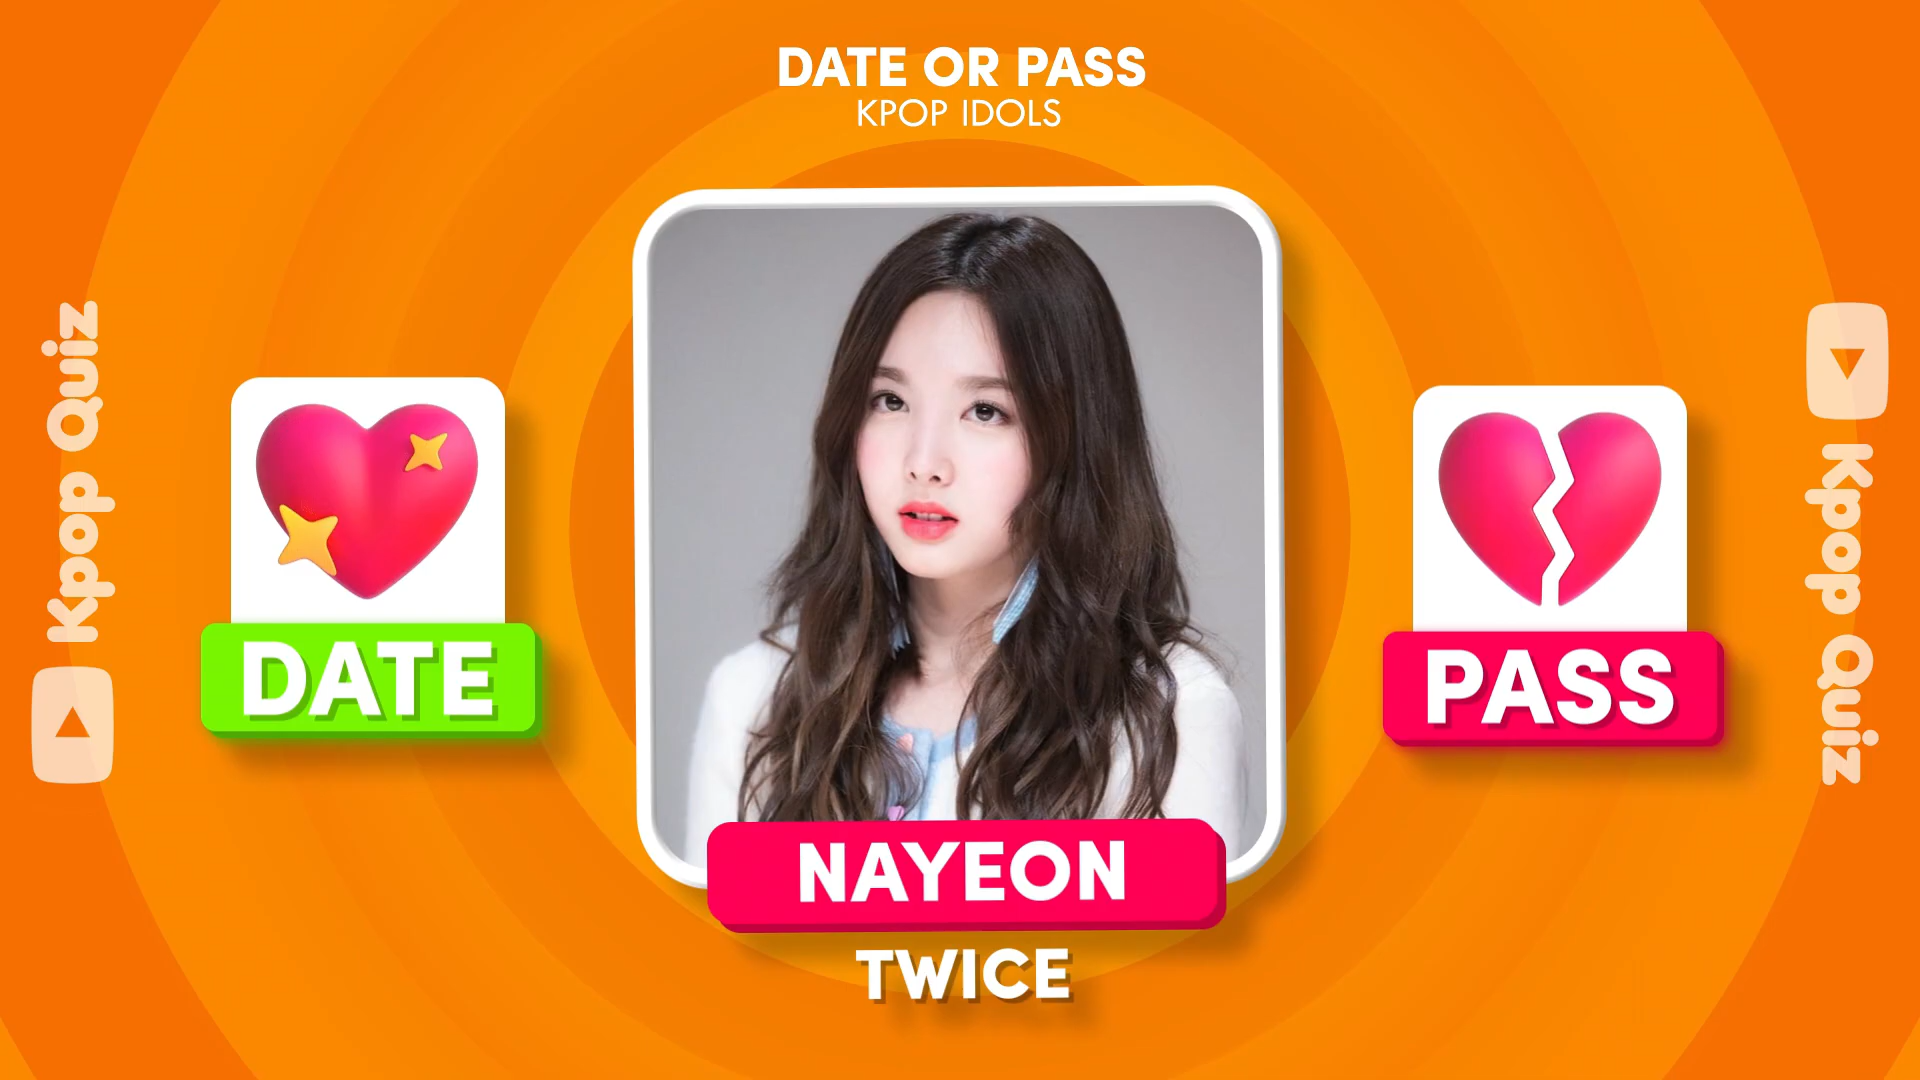 DATE OR PASS
KPOP IDOLS
Kpop Quiz
DATE
PASS
Kpop Quiz
NAYEON
TWICE